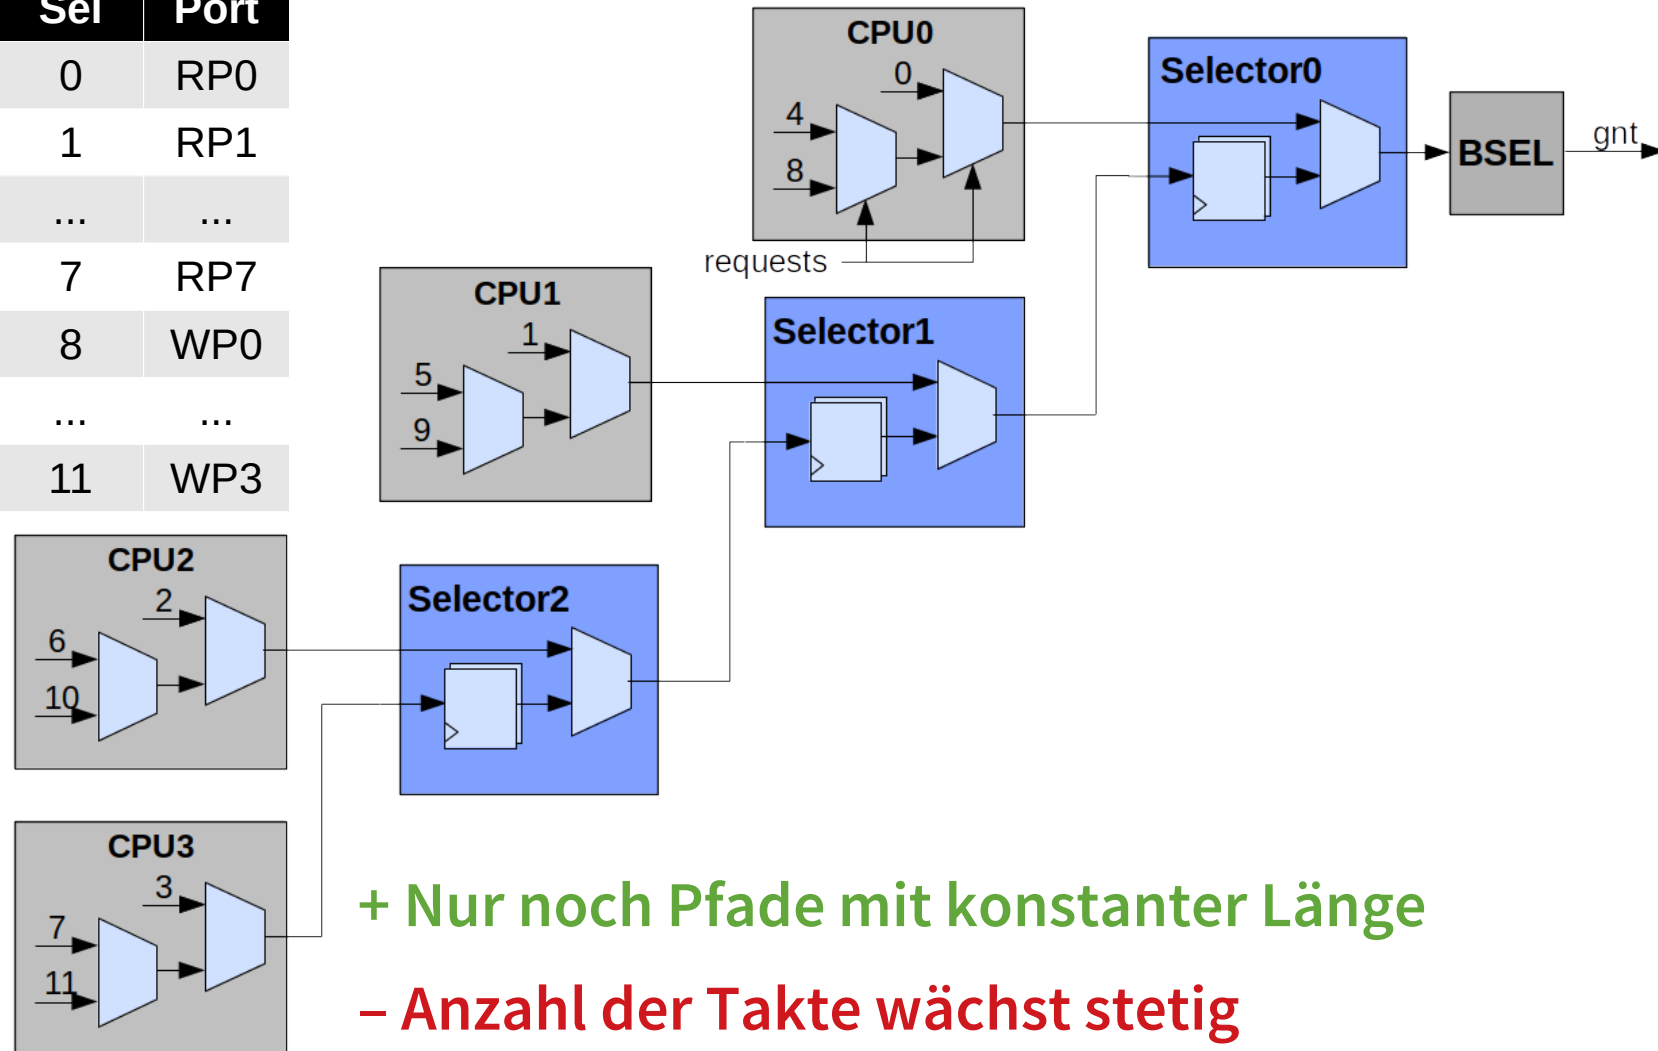 Sel Port
0 RP0
1 RP1
... ...
7 RP7
8 WP0
... ...
11 WP3
CPU0
0
4
8
requests
Selector0
BSEL
gnt
CPU1
1
5
9
Selector1
CPU2
2
6
10
Selector2
CPU3
3
7
11
+ Nur noch Pfade mit konstanter Länge
– Anzahl der Takte wächst stetig